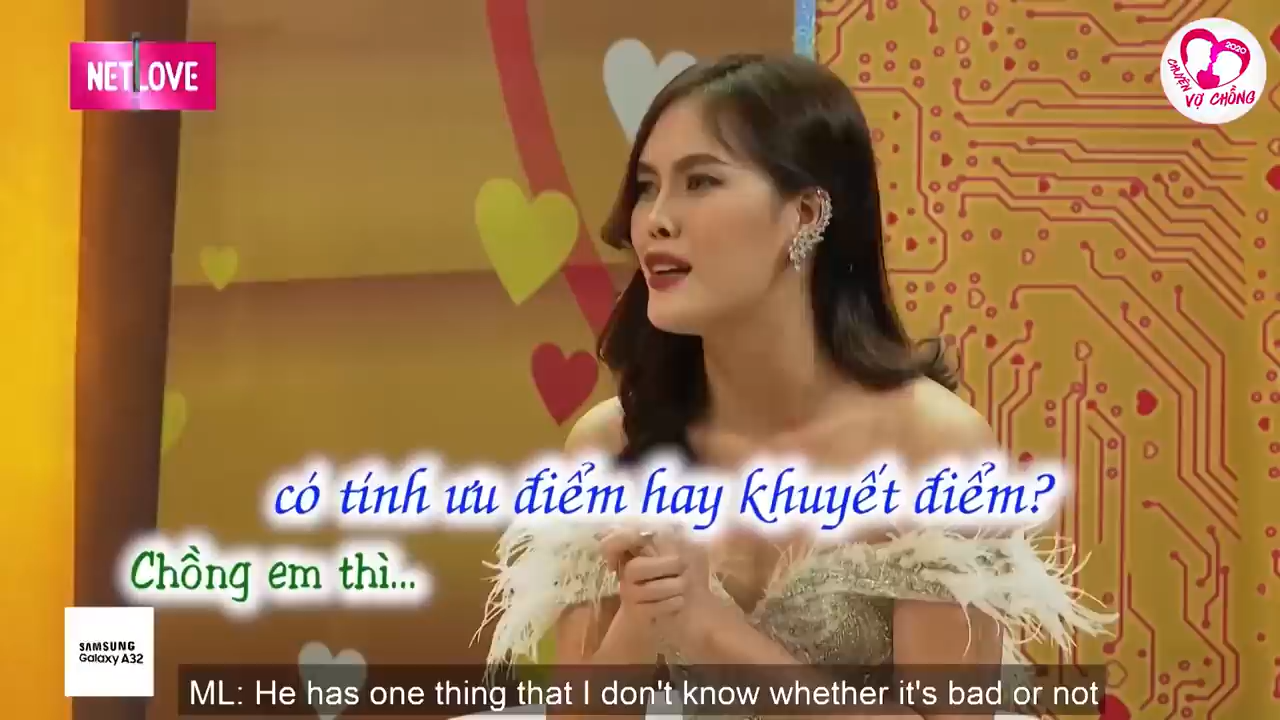 NETLOVE
2020
CHUYỆN
VỢ CHỒNG
có tính ưu điểm hay khuyết điểm?
Chồng em thì...
SAMSUNG
Galaxy A32
ML: He has one thing that I don't know whether it's bad or not